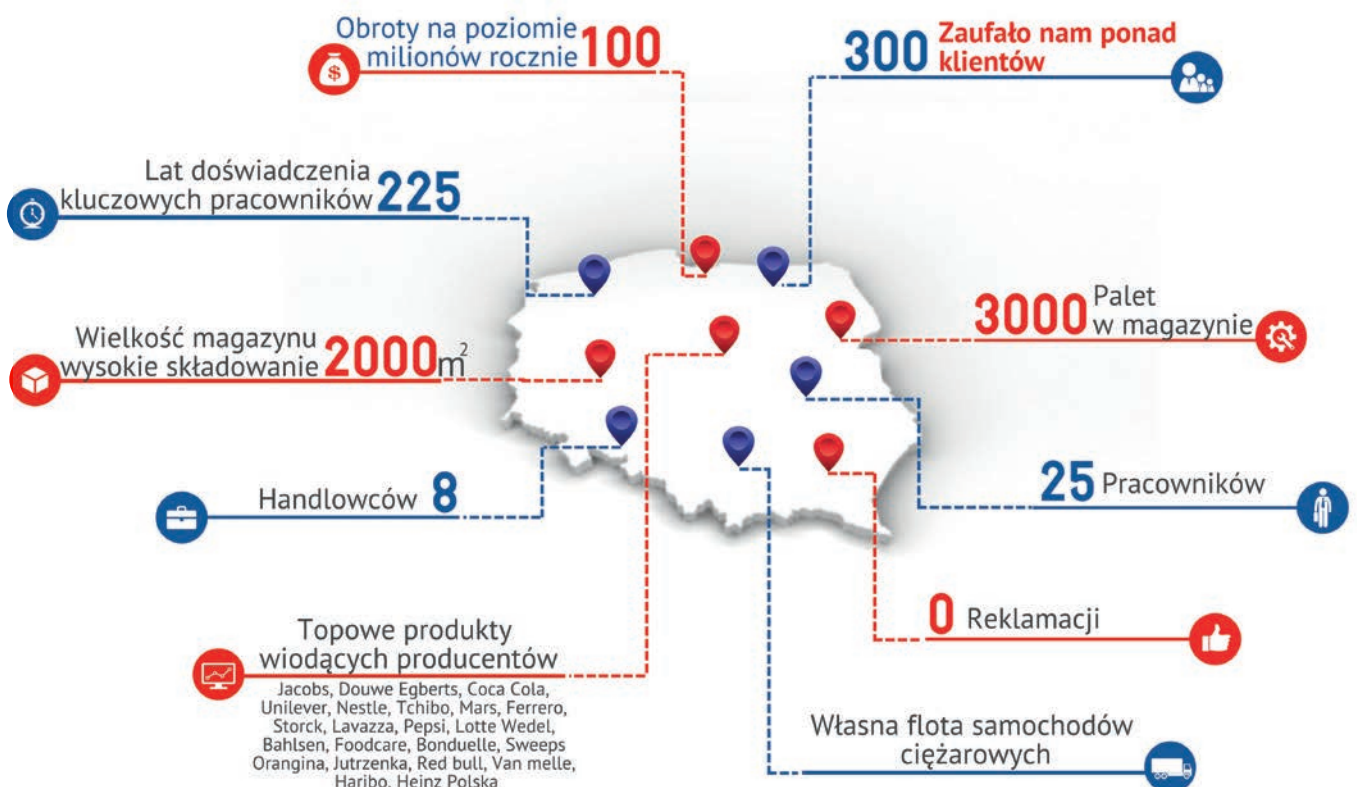 Obroty na poziomie
milionów rocznie 100
300 Zaufało nam ponad
klientów
Lat doświadczenia
kluczowych pracowników 225
Wielkość magazynu
wysokie składowanie 2000m²
3000 Palet
w magazynie
Handlowców 8
25 Pracowników
0 Reklamacji
Topowe produkty
wiodących producentów
Jacobs, Douwe Egberts, Coca Cola,
Unilever, Nestle, Tchibo, Mars, Ferrero,
Storck, Lavazza, Pepsi, Lotte Wedel,
Bahlsen, Foodcare, Bonduelle, Sweeps
Orangina, Jutrzenka, Red bull, Van melle,
Haribo, Heinz Polska
Własna flota samochodów
ciężarowych